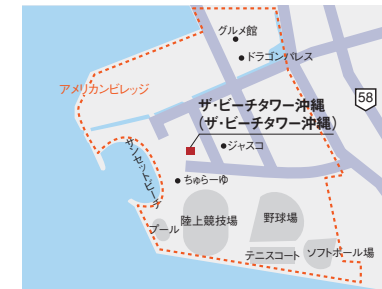 グルメ館
ドラゴンパレス
アメリカンビレッジ
58
ザ・ビーチタワー沖縄
(ザ・ビーチタワー沖縄)
ジャスコ
サンセットビーチ
ちゅらーゆ
プール
陸上競技場
野球場
テニスコート
ソフトボール場